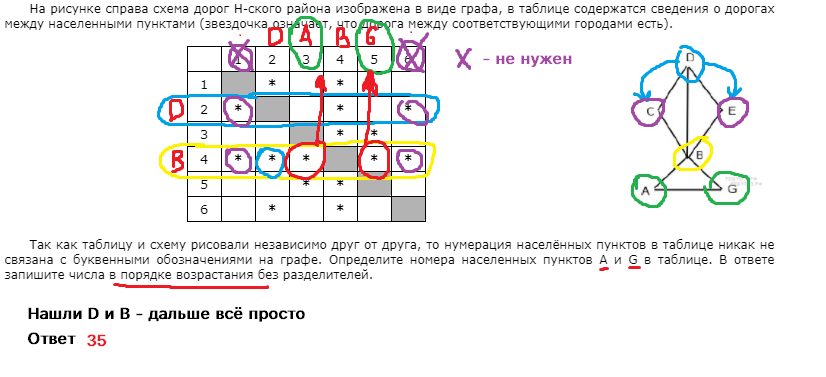 На рисунке справа схема дорог Н-ского района изображена в виде графа, в таблице содержатся сведения о дорогах
между населенными пунктами (звездочка означает, что дорога между соответствующими городами есть).
D A B G
1 2 3 4 5 6
X - не нужен
1 * *
D 2 * * *
3 * *
B 4 * * * * *
5 * *
6 * *
D
C E
B
A G
Так как таблицу и схему рисовали независимо друг от друга, то нумерация населённых пунктов в таблице никак не
связана с буквенными обозначениями на графе. Определите номера населенных пунктов A и G в таблице. В ответе
запишите числа в порядке возрастания без разделителей.
Нашли D и B - дальше всё просто
Ответ 35